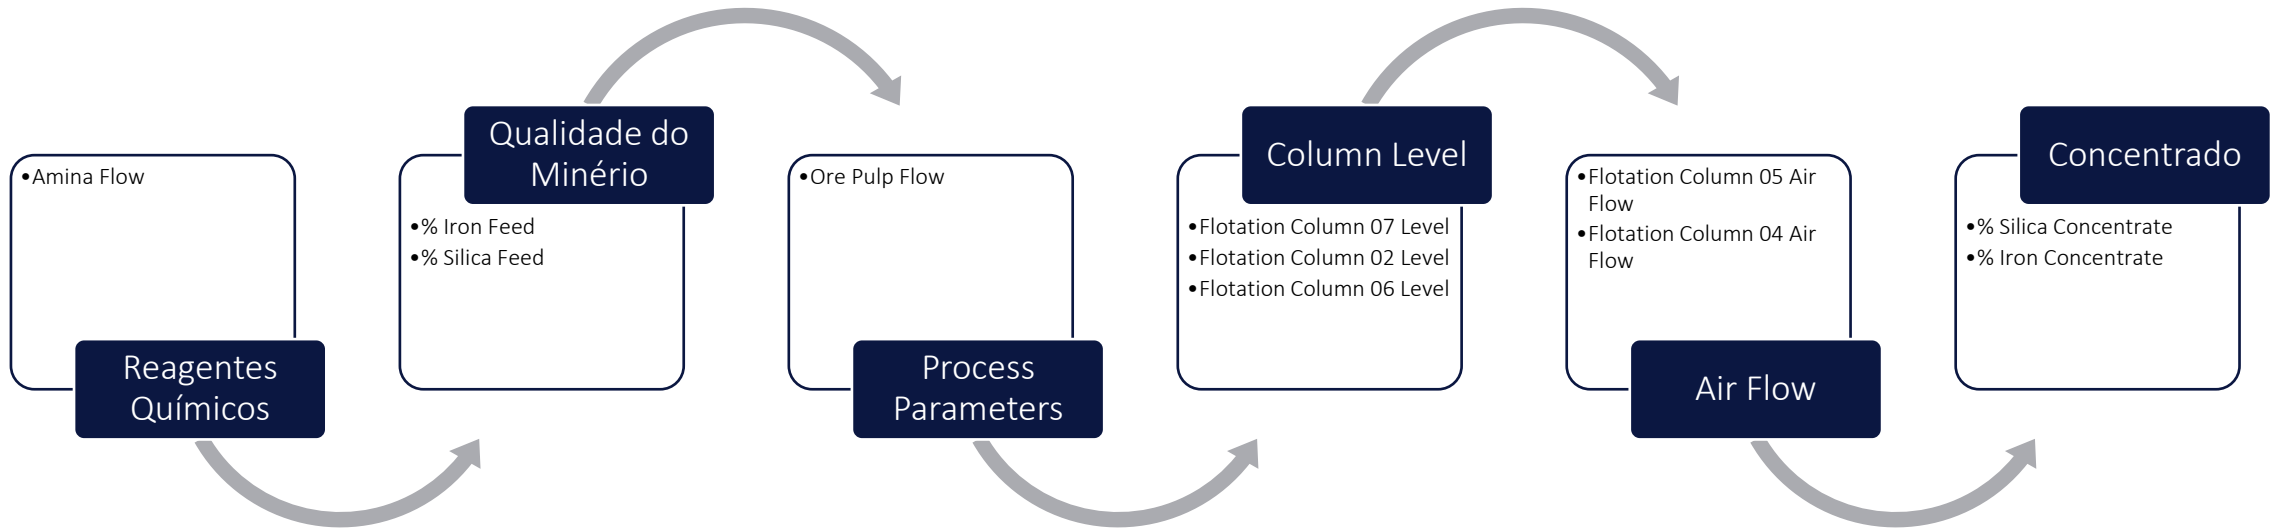 •Amina Flow
Reagentes
Químicos
Qualidade do
Minério
•% Iron Feed
•% Silica Feed
•Ore Pulp Flow
Process
Parameters
Column Level
•Flotation Column 07 Level
•Flotation Column 02 Level
•Flotation Column 06 Level
•Flotation Column 05 Air
Flow
•Flotation Column 04 Air
Flow
Air Flow
Concentrado
•% Silica Concentrate
•% Iron Concentrate